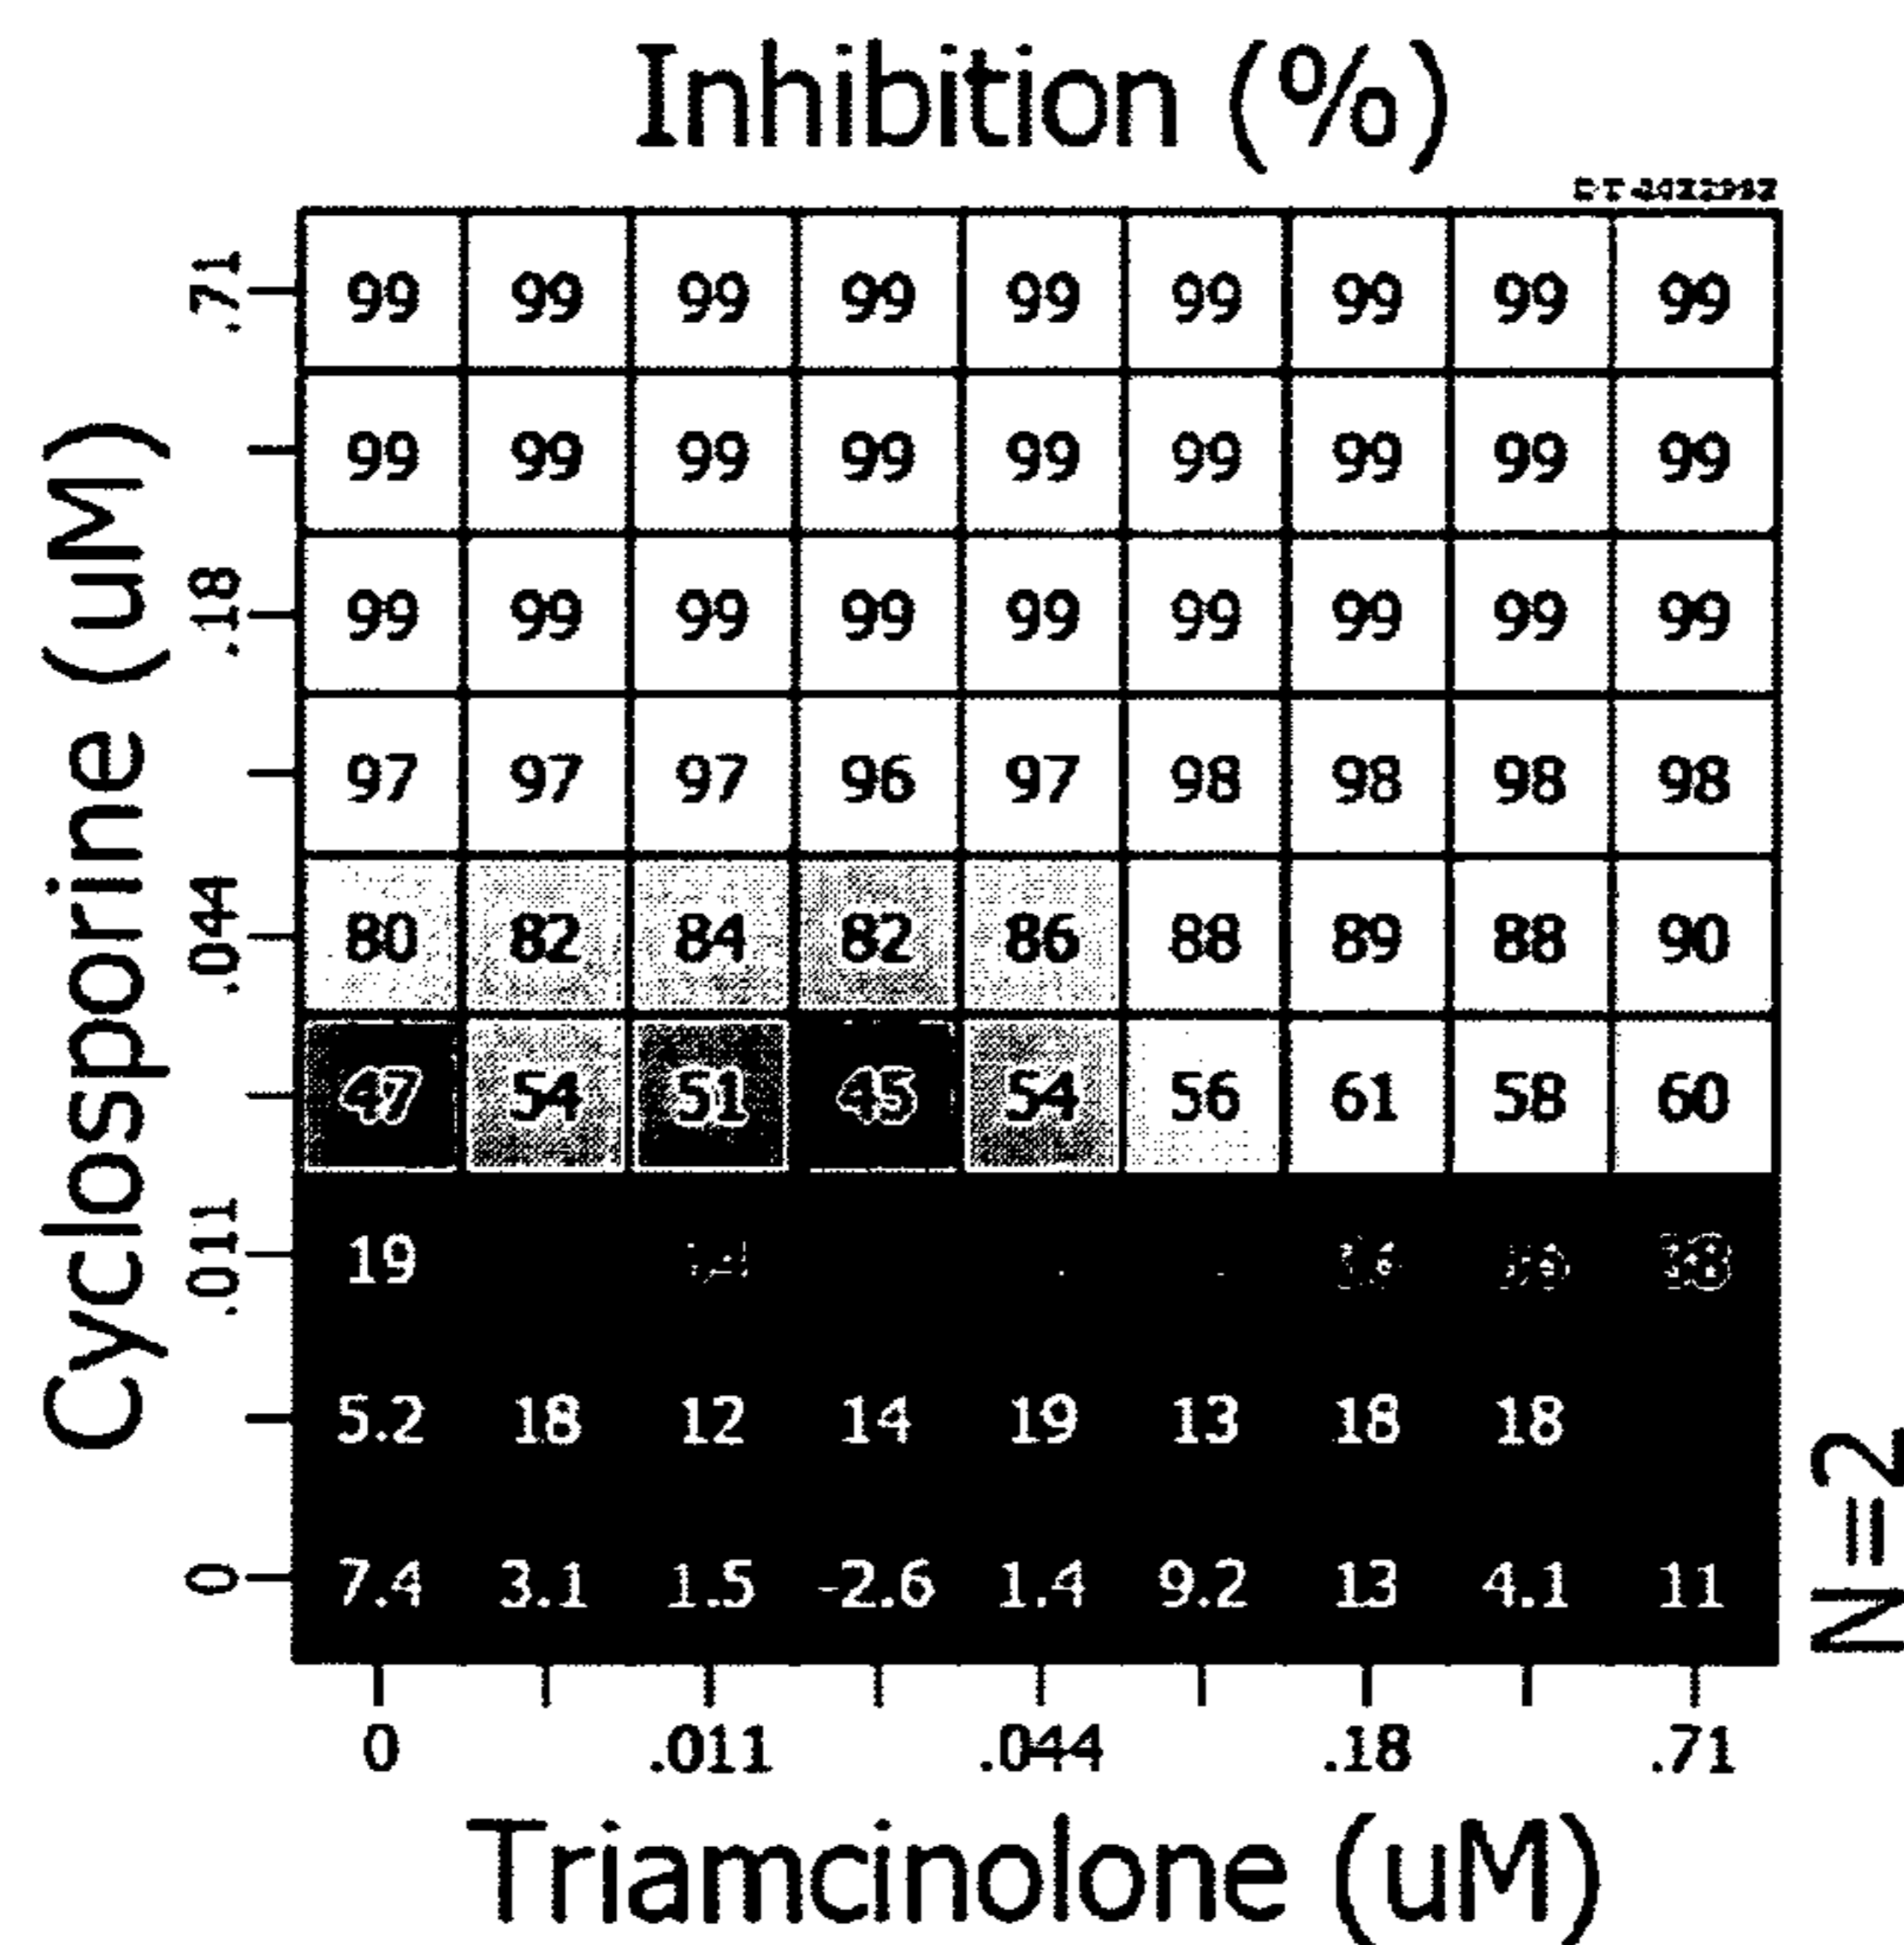 Inhibition (%)
.71 99 99 99 99 99 99 99 99 99
99 99 99 99 99 99 99 99 99
.18 99 99 99 99 99 99 99 99 99
97 97 97 96 97 98 98 98 98
.044 80 82 84 82 86 88 89 88 90
47 54 51 45 54 56 61 58 60
.011 19 36 38
5.2 18 12 14 19 13 18 18
0 7.4 3.1 1.5 -2.6 1.4 9.2 13 4.1 11
0 .011 .044 .18 .71
Triamcinolone (uM)
Cyclosporine (uM)
N=2